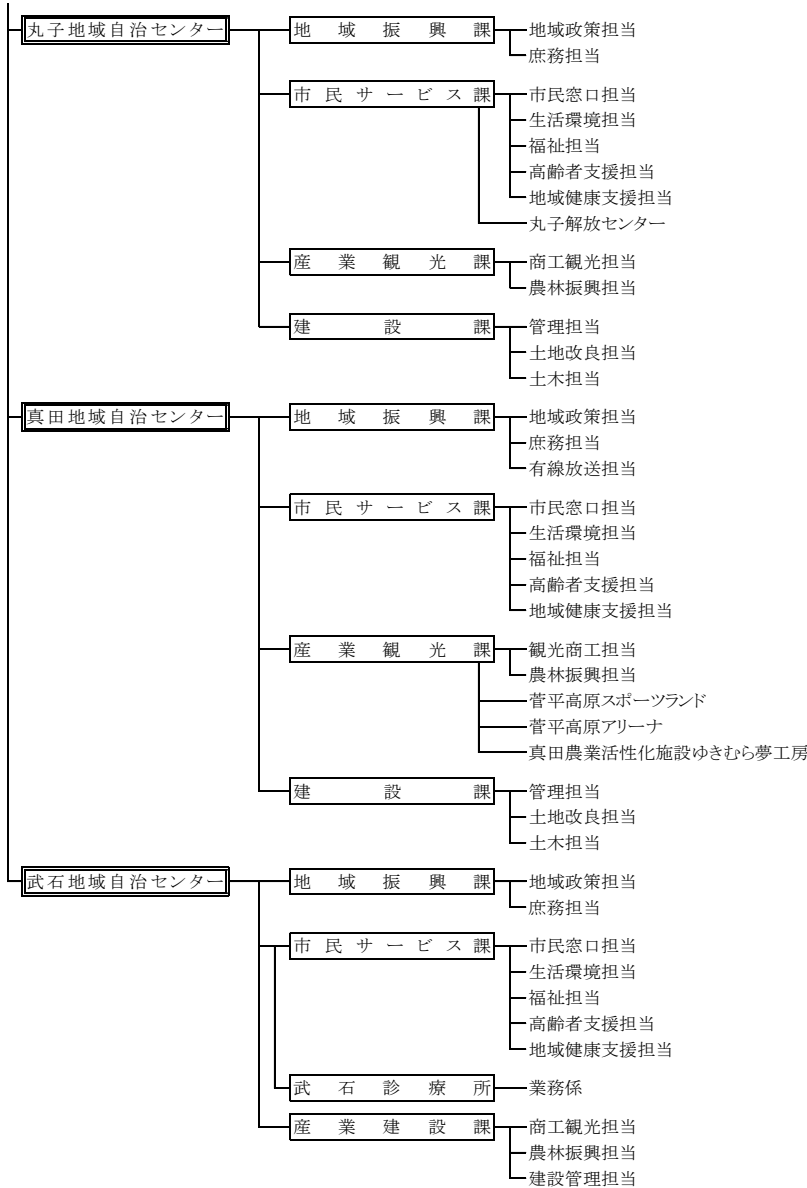 丸子地域自治センター 地域振興課 地域政策担当
庶務担当
市民サービス課 市民窓口担当
生活環境担当
福祉担当
高齢者支援担当
地域健康支援担当
丸子解放センター
産業観光課 商工観光担当
農林振興担当
建設課 管理担当
土地改良担当
土木担当
真田地域自治センター 地域振興課 地域政策担当
庶務担当
有線放送担当
市民サービス課 市民窓口担当
生活環境担当
福祉担当
高齢者支援担当
地域健康支援担当
産業観光課 観光商工担当
農林振興担当
菅平高原スポーツランド
菅平高原アリーナ
真田農業活性化施設ゆきむら夢工房
建設課 管理担当
土地改良担当
土木担当
武石地域自治センター 地域振興課 地域政策担当
庶務担当
市民サービス課 市民窓口担当
生活環境担当
福祉担当
高齢者支援担当
地域健康支援担当
武石診療所 業務係
産業建設課 商工観光担当
農林振興担当
建設管理担当